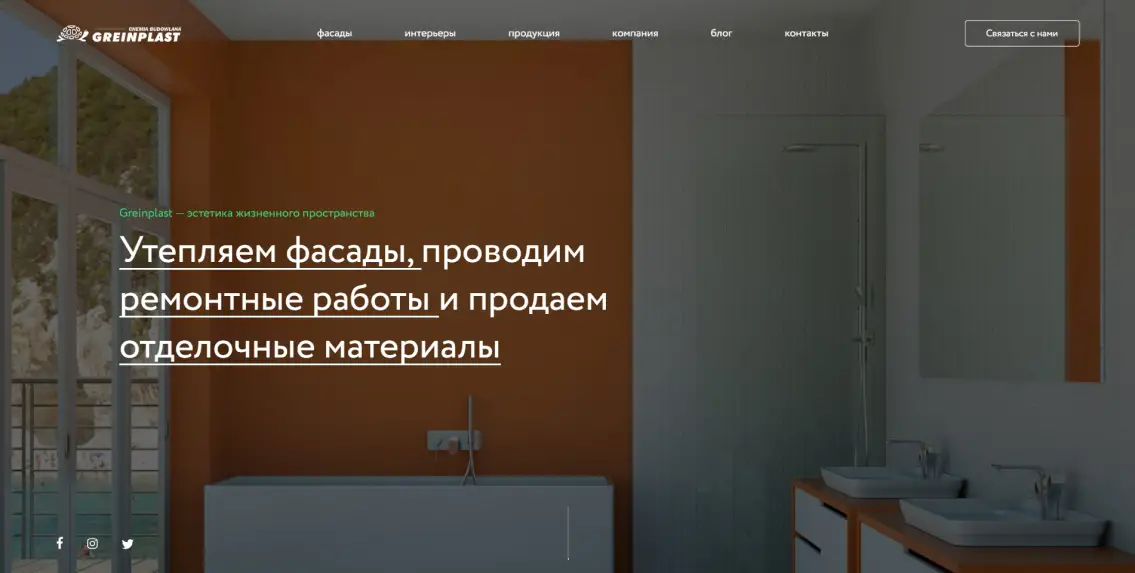 ENEMIA BUDOWLANA
GREINPLAST
фасады
интерьеры
продукция
компания
блог
контакты
Связаться с нами
Greinplast — эстетика жизненного пространства
Утепляем фасады, проводим
ремонтные работы и продаем
отделочные материалы